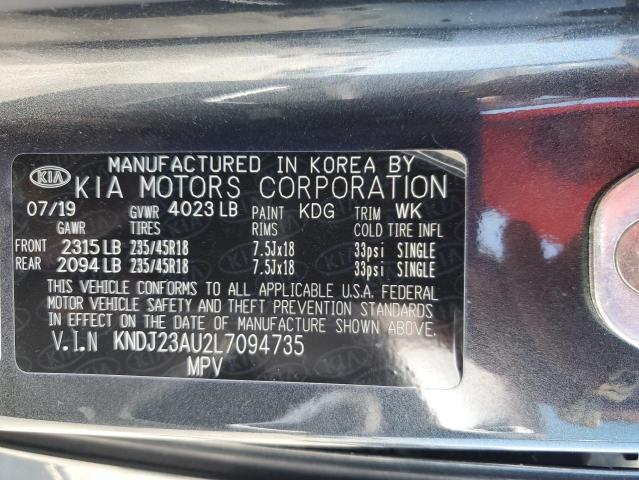 MANUFACTURED IN KOREA BY
KIA KIA MOTORS CORPORATION
07/19 GVWR 4023 LB PAINT KDG TRIM WK
GAWR TIRES RIMS COLD TIRE INFL
FRONT 2315 LB 235/45R18 7.5Jx18 33psi SINGLE
REAR 2094 LB 235/45R18 7.5Jx18 33psi SINGLE
THIS VEHICLE CONFORMS TO ALL APPLICABLE U.S.A. FEDERAL
MOTOR VEHICLE SAFETY AND THEFT PREVENTION STANDARDS
IN EFFECT ON THE DATE OF MANUFACTURE SHOWN ABOVE.
V.I.N KNDJ23AU2L7094735
MPV